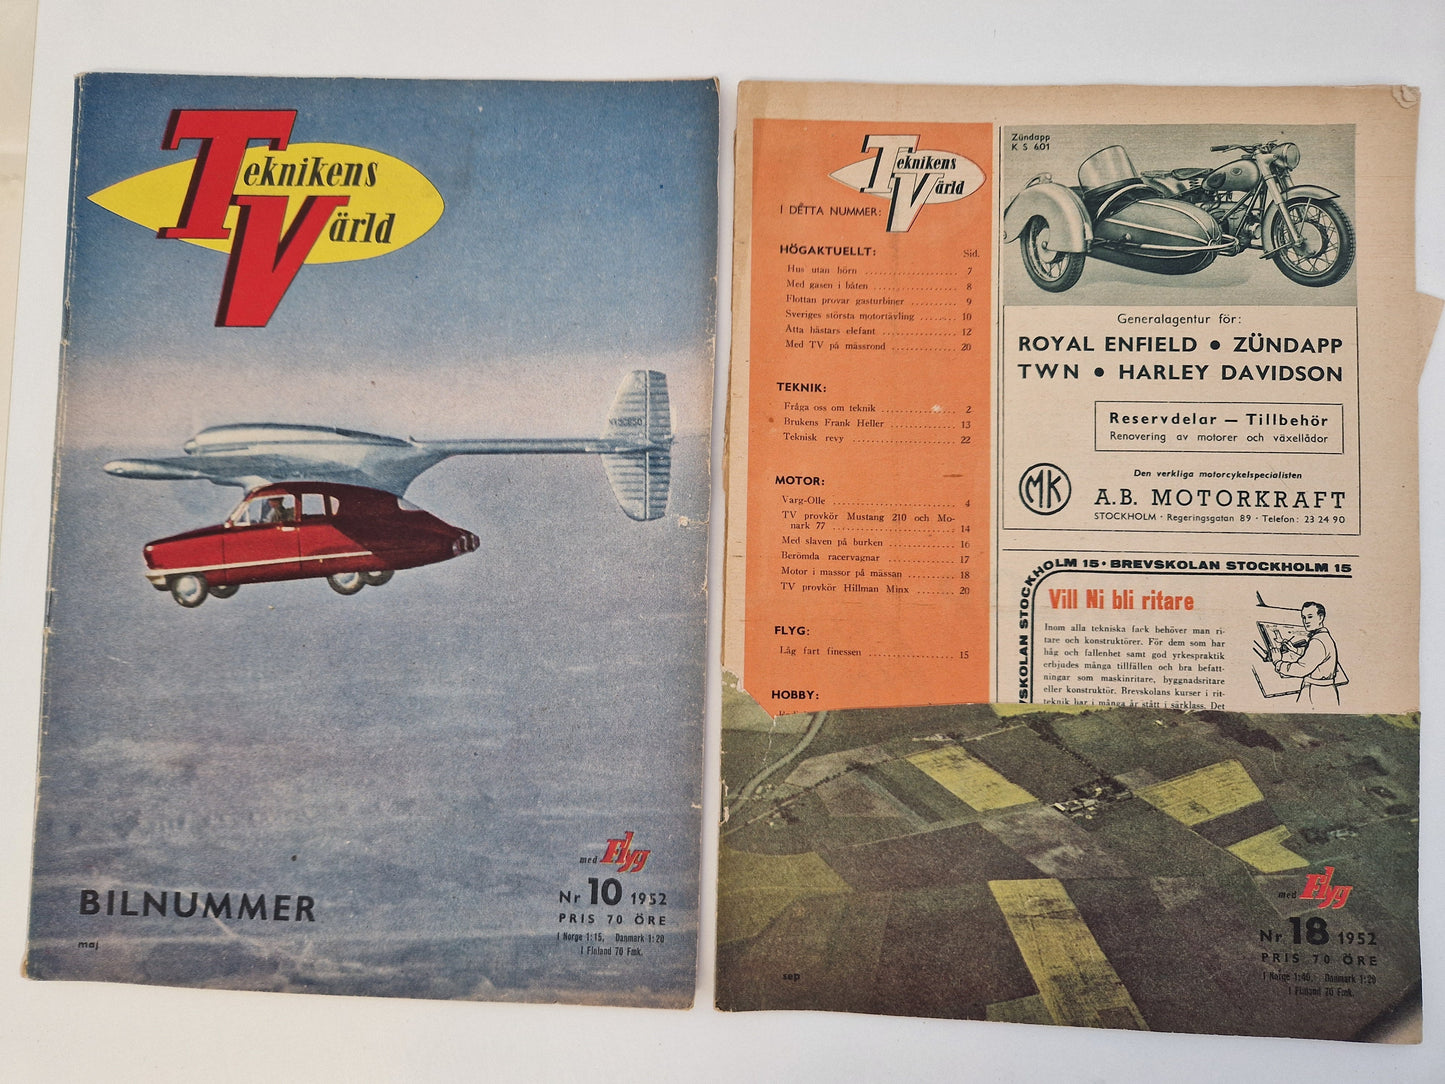 Teknikens
Värld
NX50850
BILNUMMER
maj
med Flyg
Nr 10 1952
PRIS 70 ÖRE
I Norge 1:15. Danmark 1:20
I Finland 70 Fmk.
Teknikens
Värld
I DETTA NUMMER:
HÖGAKTUELLT: Sid.
Hus utan hörn 7
Med gasen i båten 8
Flottan provar gasturbiner 9
Sveriges största motortävling 10
Åtta hästars elefant 12
Med TV på mässrond 20
TEKNIK:
Fråga oss om teknik 2
Brukens Frank Heller 13
Teknisk revy 22
MOTOR:
Varg-Olle 4
TV provkör Mustang 210 och Mo-
nark 77 14
Med slaven på burken 16
Berömda racervagnar 17
Motor i massor på mässan 18
TV provkör Hillman Minx 20
FLYG:
Låg fart finessen 15
HOBBY:
Zündapp
K S 601
Generalagentur för:
ROYAL ENFIELD • ZÜNDAPP
TWN • HARLEY DAVIDSON
Reservdelar — Tillbehör
Renovering av motorer och växellådor
MK
Den verkliga motorcykelspecialisten
A.B. MOTORKRAFT
STOCKHOLM · Regeringsgatan 89 · Telefon: 23 24 90
SKOLAN STOCKHOLM 15 · BREVSKOLAN STOCKHOLM 15
Vill Ni bli ritare
Inom alla tekniska fack behöver man ri-
tare och konstruktörer. För dem som har
håg och fallenhet samt god yrkespraktik
erbjudes många tillfällen och bra befatt-
ningar som maskinritare, byggnadsritare
eller konstruktör. Brevskolans kurser i rit-
teknik har i många år stått i särklass. Det
med Flyg
Nr 18 1952
PRIS 70 ÖRE
I Norge 1:40. Danmark 1:20
I Finland 70 Fmk.
sep